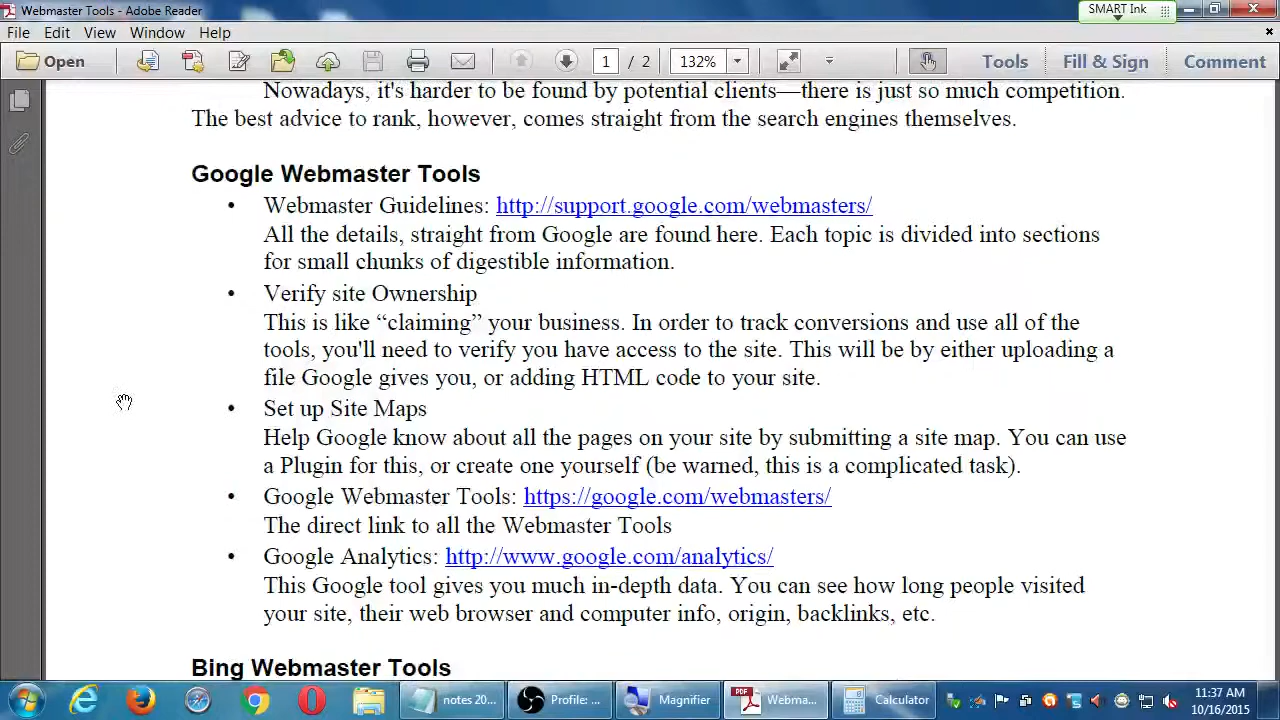 Webmaster Tools - Adobe Reader
SMART Ink
File Edit View Window Help
Open 1 / 2 132% Tools Fill & Sign Comment
Nowadays, it's harder to be found by potential clients—there is just so much competition.
The best advice to rank, however, comes straight from the search engines themselves.
Google Webmaster Tools
• Webmaster Guidelines: http://support.google.com/webmasters/
All the details, straight from Google are found here. Each topic is divided into sections
for small chunks of digestible information.
• Verify site Ownership
This is like “claiming” your business. In order to track conversions and use all of the
tools, you'll need to verify you have access to the site. This will be by either uploading a
file Google gives you, or adding HTML code to your site.
• Set up Site Maps
Help Google know about all the pages on your site by submitting a site map. You can use
a Plugin for this, or create one yourself (be warned, this is a complicated task).
• Google Webmaster Tools: https://google.com/webmasters/
The direct link to all the Webmaster Tools
• Google Analytics: http://www.google.com/analytics/
This Google tool gives you much in-depth data. You can see how long people visited
your site, their web browser and computer info, origin, backlinks, etc.
Bing Webmaster Tools
notes 20... Profile: ... Magnifier Webma... Calculator 11:37 AM
10/16/2015